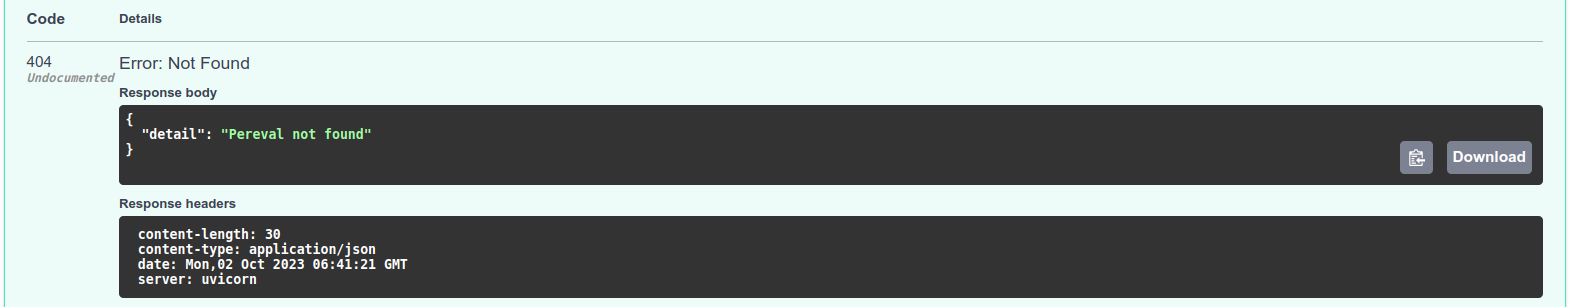 Code Details
404 Error: Not Found
Undocumented
Response body
{
  "detail": "Pereval not found"
}
Download
Response headers
content-length: 30
content-type: application/json
date: Mon,02 Oct 2023 06:41:21 GMT
server: uvicorn